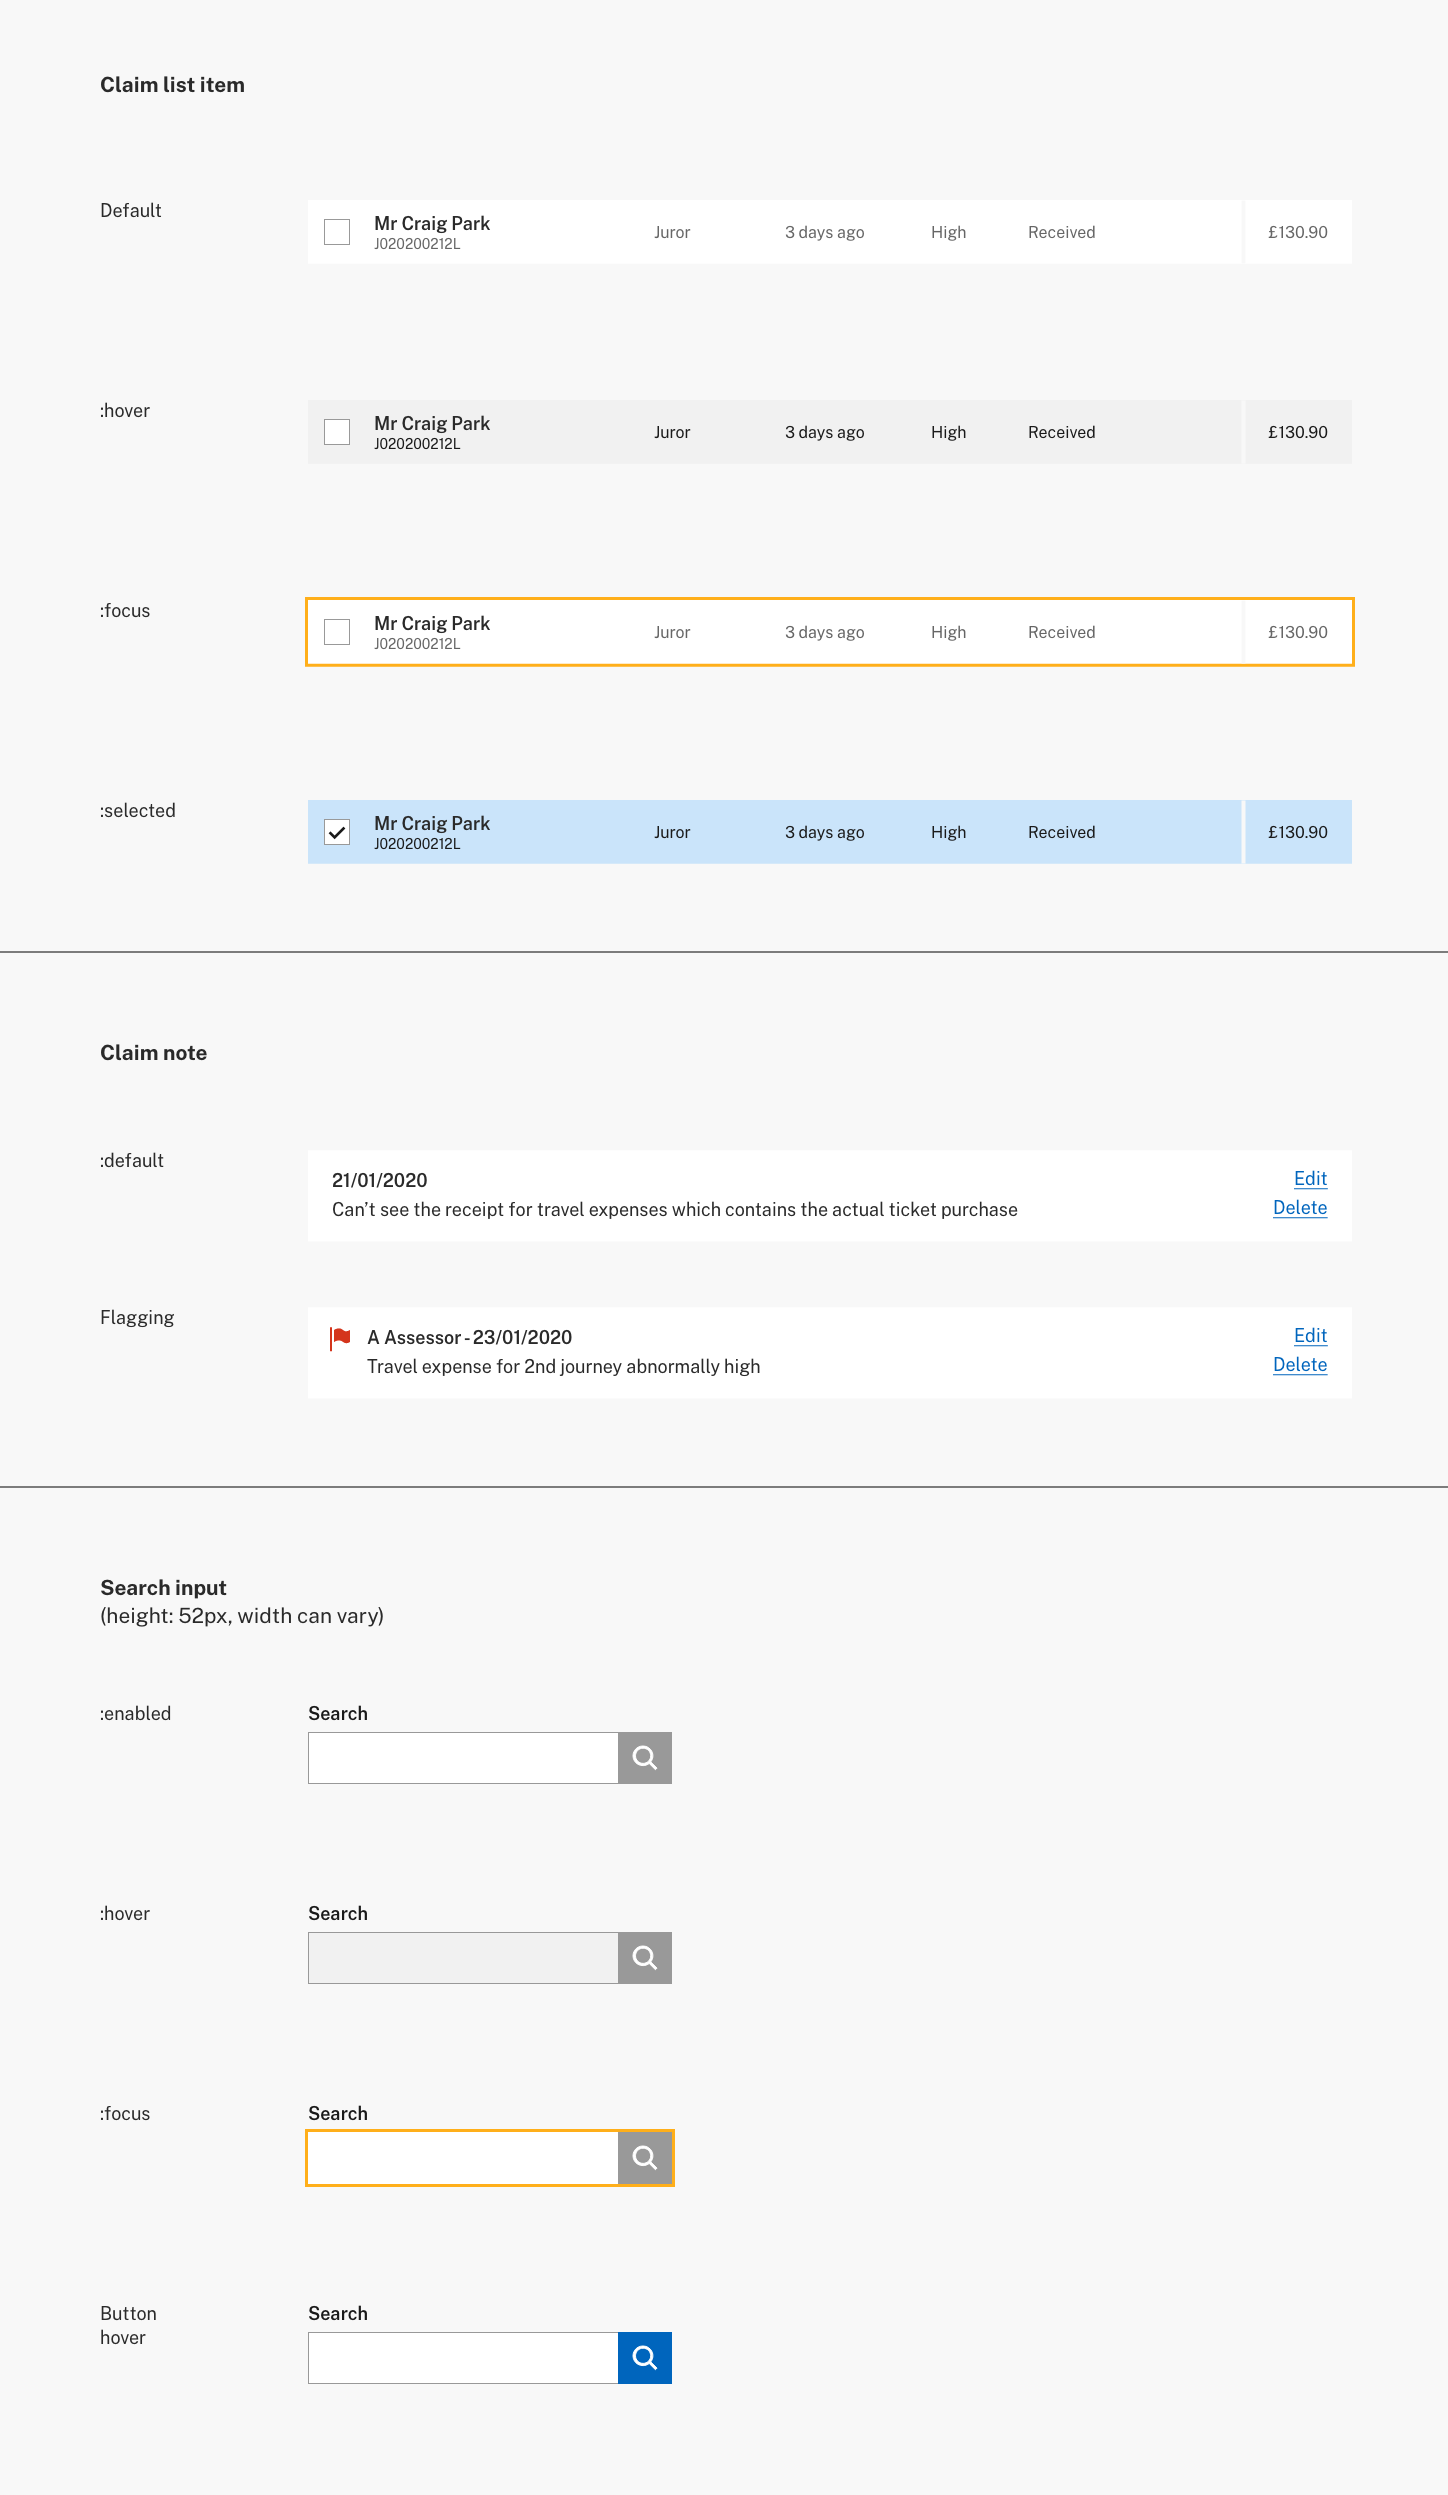 Claim list item
Default
Mr Craig Park
J020200212L
Juror
3 days ago
High
Received
£130.90
:hover
Mr Craig Park
J020200212L
Juror
3 days ago
High
Received
£130.90
:focus
Mr Craig Park
J020200212L
Juror
3 days ago
High
Received
£130.90
:selected
Mr Craig Park
J020200212L
Juror
3 days ago
High
Received
£130.90
Claim note
:default
21/01/2020
Edit
Can’t see the receipt for travel expenses which contains the actual ticket purchase
Delete
Flagging
A Assessor - 23/01/2020
Edit
Travel expense for 2nd journey abnormally high
Delete
Search input
(height: 52px, width can vary)
:enabled
Search
:hover
Search
:focus
Search
Button
hover
Search